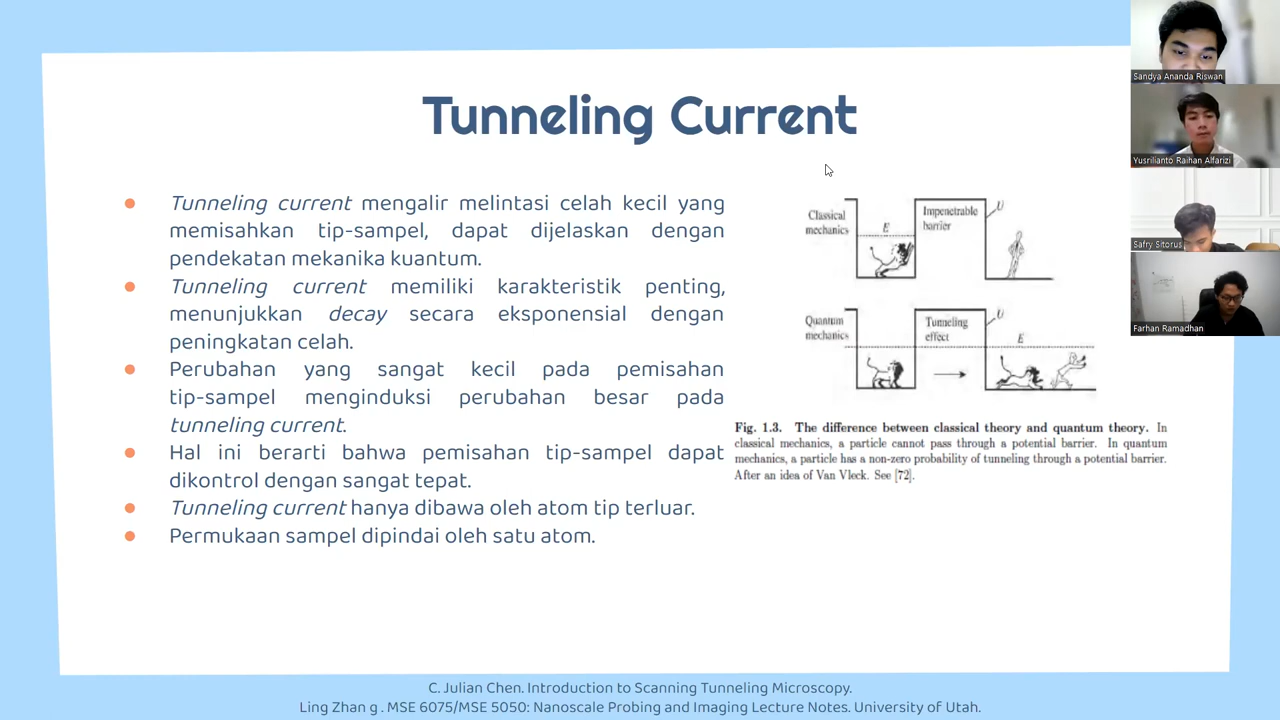 Tunneling Current
Tunneling current mengalir melintasi celah kecil yang
memisahkan tip-sampel, dapat dijelaskan dengan
pendekatan mekanika kuantum.
Tunneling current memiliki karakteristik penting,
menunjukkan decay secara eksponensial dengan
peningkatan celah.
Perubahan yang sangat kecil pada pemisahan
tip-sampel menginduksi perubahan besar pada
tunneling current.
Hal ini berarti bahwa pemisahan tip-sampel dapat
dikontrol dengan sangat tepat.
Tunneling current hanya dibawa oleh atom tip terluar.
Permukaan sampel dipindai oleh satu atom.
Classical
mechanics
E
Impenetrable
barrier
U
Quantum
mechanics
Tunneling
effect
U
E
Fig. 1.3. The difference between classical theory and quantum theory. In
classical mechanics, a particle cannot pass through a potential barrier. In quantum
mechanics, a particle has a non-zero probability of tunneling through a potential barrier.
After an idea of Van Vleck. See [72].
C. Julian Chen. Introduction to Scanning Tunneling Microscopy.
Ling Zhan g . MSE 6075/MSE 5050: Nanoscale Probing and Imaging Lecture Notes. University of Utah.
Sandya Ananda Riswan
Yusrilianto Raihan Alfarizi
Safry Sitorus
Farhan Ramadhan